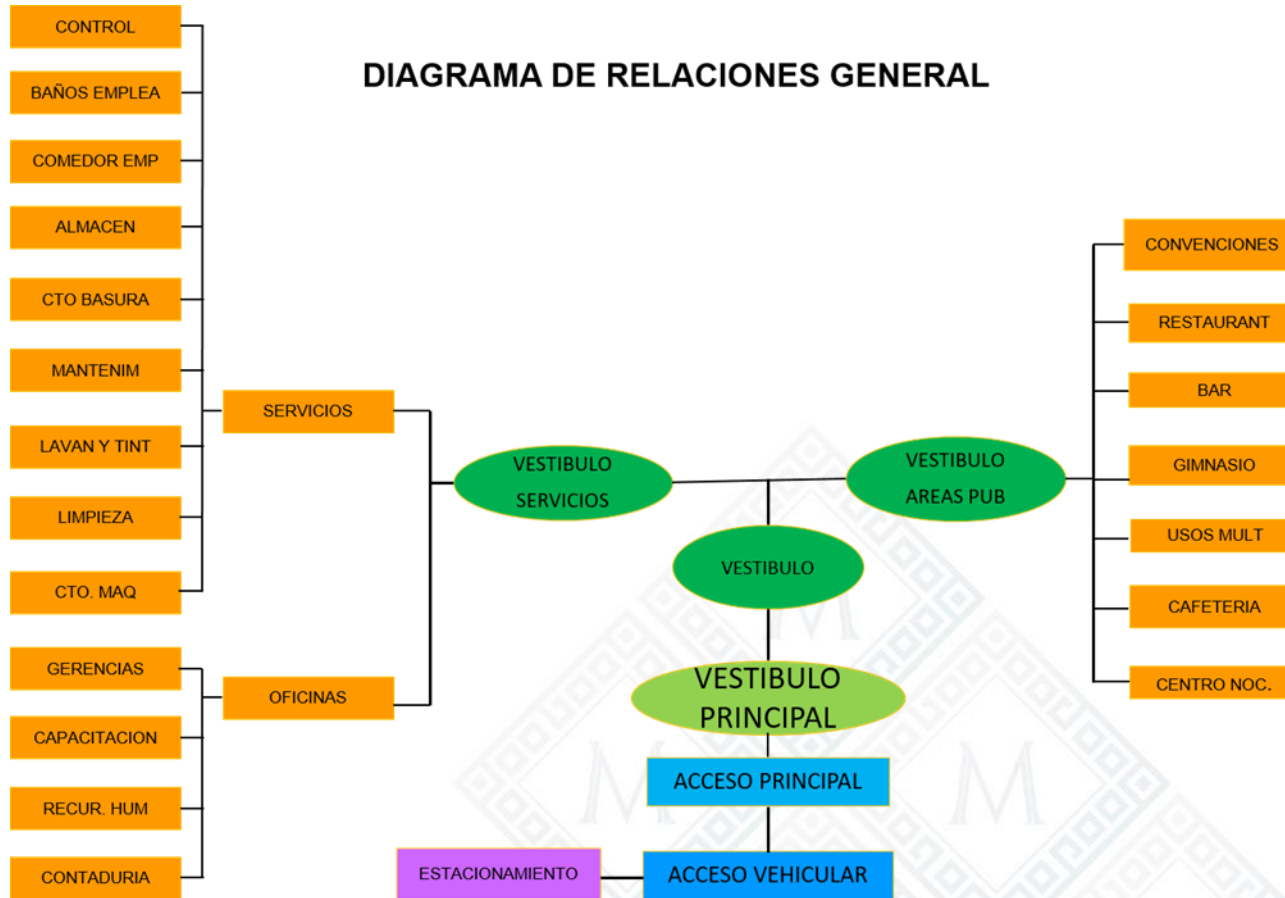 DIAGRAMA DE RELACIONES GENERAL
CONTROL
BAÑOS EMPLEA
COMEDOR EMP
ALMACEN
CTO BASURA
MANTENIM
LAVAN Y TINT
LIMPIEZA
CTO. MAQ
GERENCIAS
CAPACITACION
RECUR. HUM
CONTADURIA
SERVICIOS
OFICINAS
VESTIBULO
SERVICIOS
VESTIBULO
AREAS PUB
VESTIBULO
VESTIBULO
PRINCIPAL
ACCESO PRINCIPAL
ACCESO VEHICULAR
ESTACIONAMIENTO
CONVENCIONES
RESTAURANT
BAR
GIMNASIO
USOS MULT
CAFETERIA
CENTRO NOC.
M
M
M